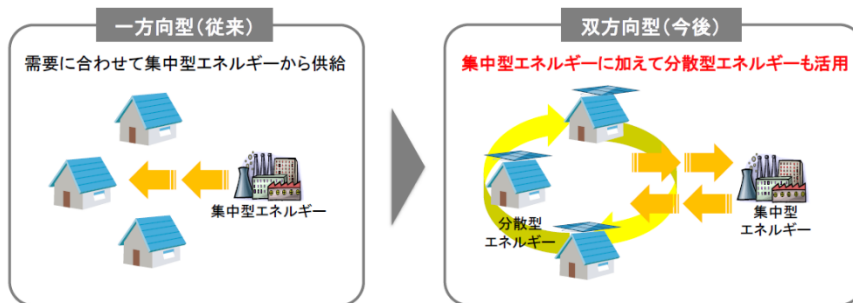 一方向型(従来)
需要に合わせて集中型エネルギーから供給
集中型エネルギー
双方向型(今後)
集中型エネルギーに加えて分散型エネルギーも活用
分散型
エネルギー
集中型
エネルギー